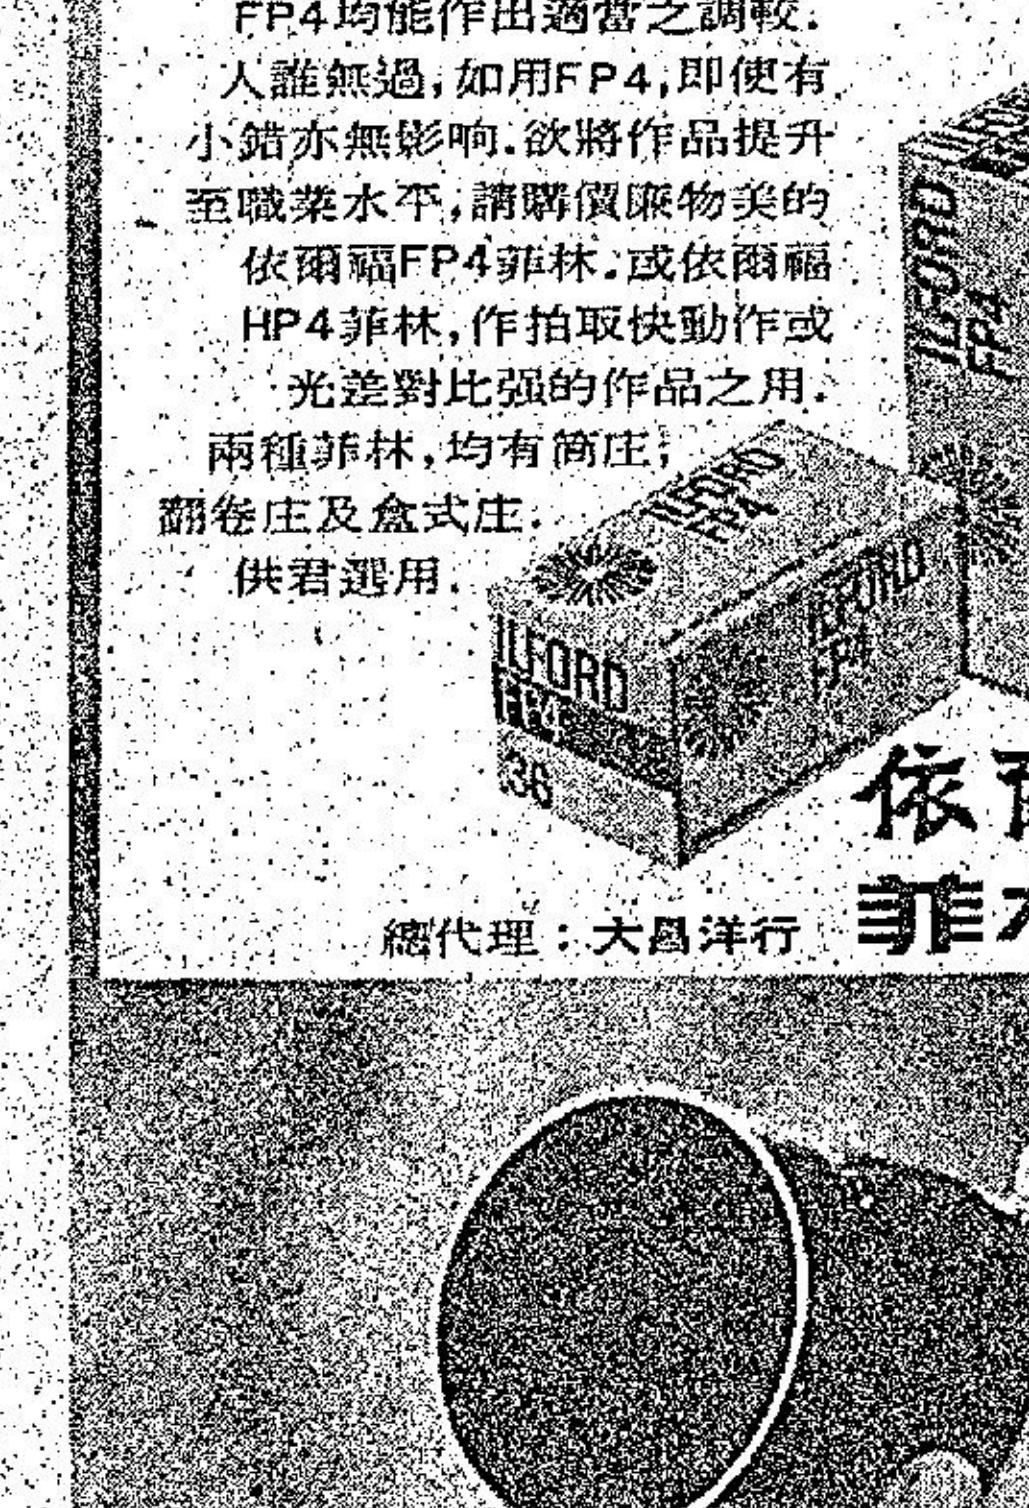 FP4均能作出適當之調較.
人誰無過,如用FP4,即使有
小錯亦無影响.欲將作品提升
至職業水平,請購價廉物美的
依爾福FP4菲林.或依爾福
HP4菲林,作拍取快動作或
光差對比强的作品之用.
兩種菲林,均有筒庄;
翻卷庄及盒式庄.
供君選用.
ILFORD
FP4
ILFORD
FP4
ILFORD
FP4
ILFORD
FP4
36
依
菲
總代理：大昌洋行